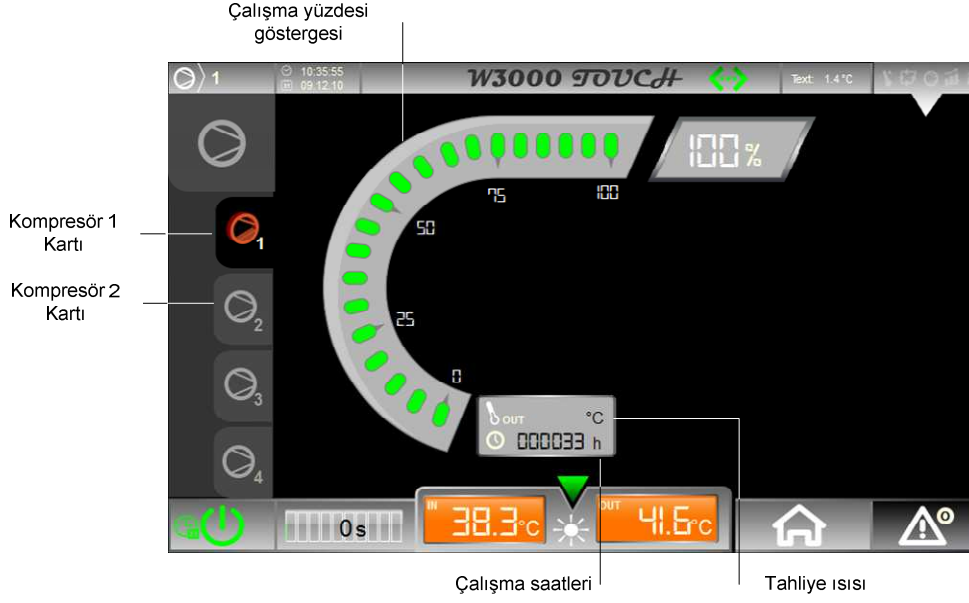 Çalışma yüzdesi
göstergesi
1
10:35:55
09.12.10
W3000 TOUCH
Text: 1.4 °C
100 %
75
100
50
25
0
Kompresör 1
Kartı
1
Kompresör 2
Kartı
2
3
4
OUT °C
000033 h
0 s
IN
38.3 °C
OUT
41.6 °C
0
Çalışma saatleri
Tahliye ısısı